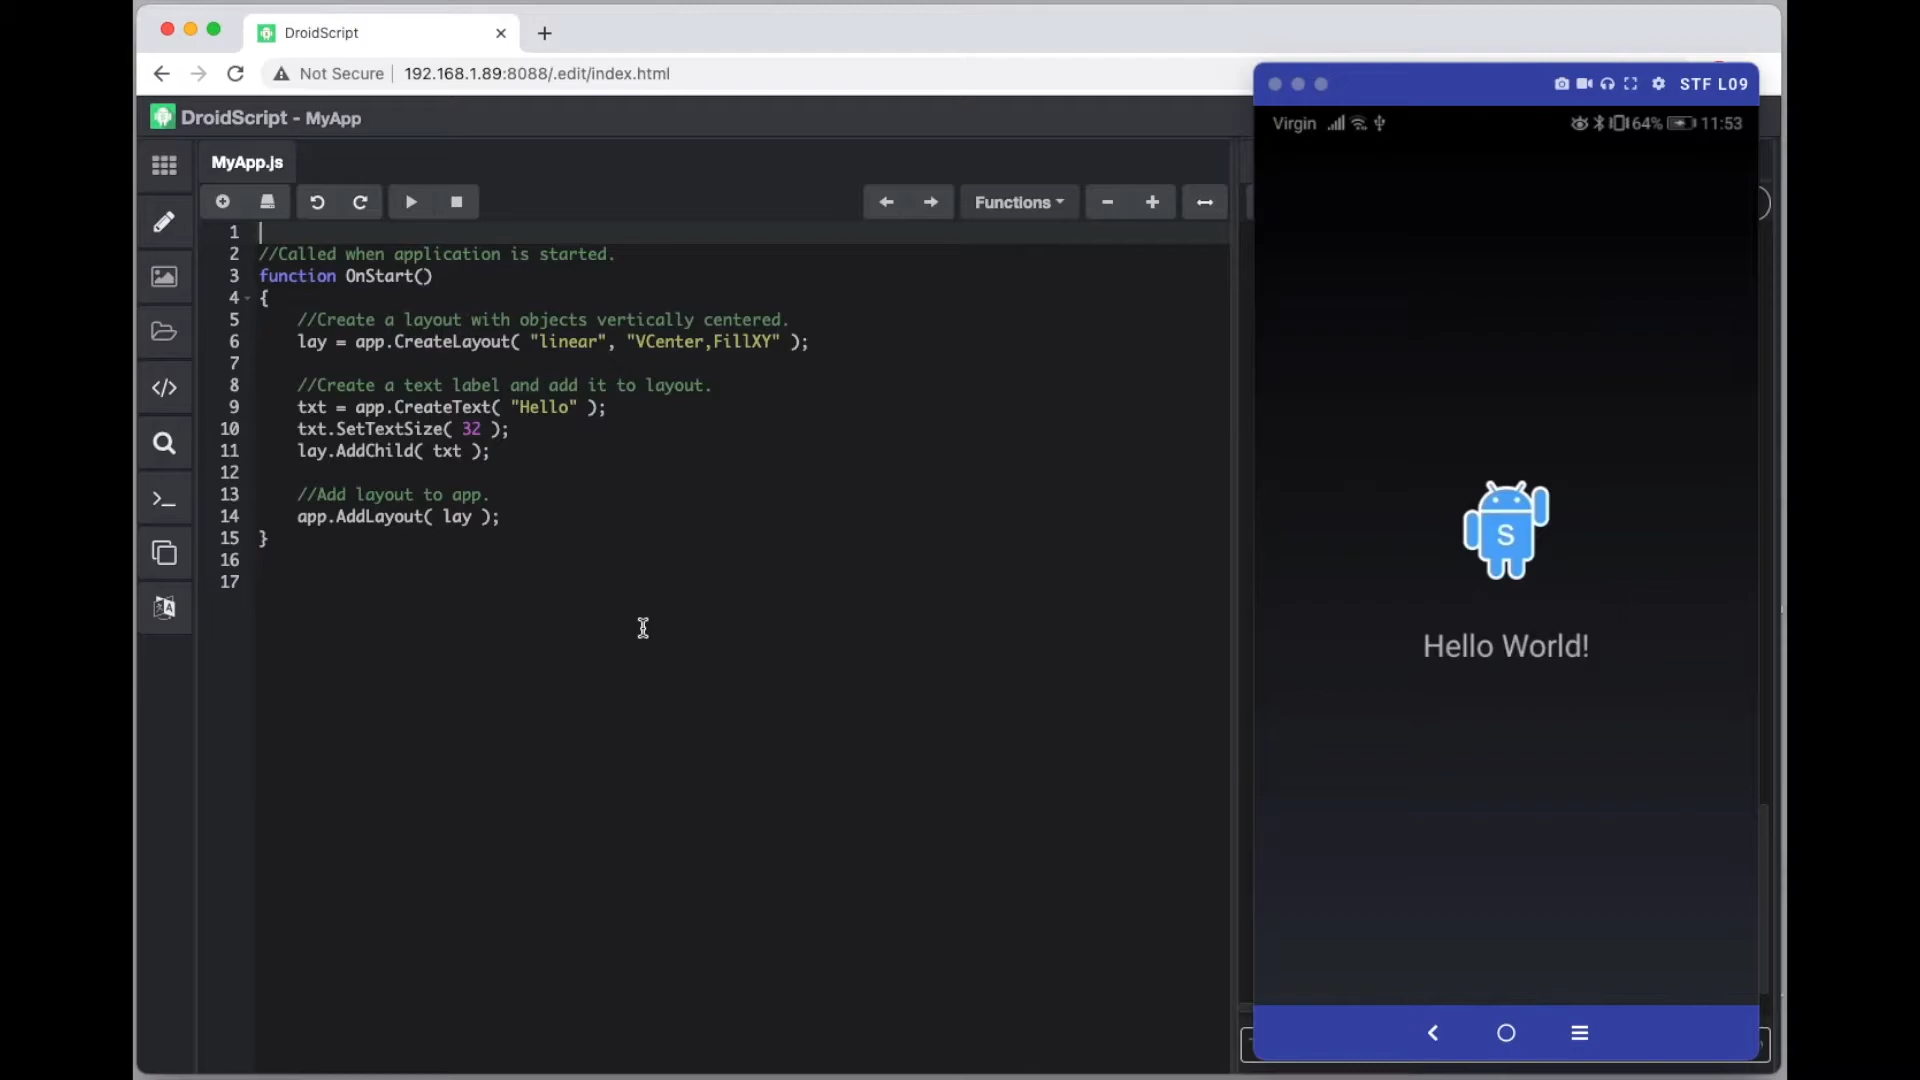 DroidScript
Not Secure
192.168.1.89:8088/.edit/index.html
STF L09
Virgin
64%
11:53
DroidScript - MyApp
MyApp.js
Functions
1
2 //Called when application is started.
3 function OnStart()
4 {
5 //Create a layout with objects vertically centered.
6 lay = app.CreateLayout( "linear", "VCenter,FillXY" );
7
8 //Create a text label and add it to layout.
9 txt = app.CreateText( "Hello" );
10 txt.SetTextSize( 32 );
11 lay.AddChild( txt );
12
13 //Add layout to app.
14 app.AddLayout( lay );
15 }
16
17
S
Hello World!